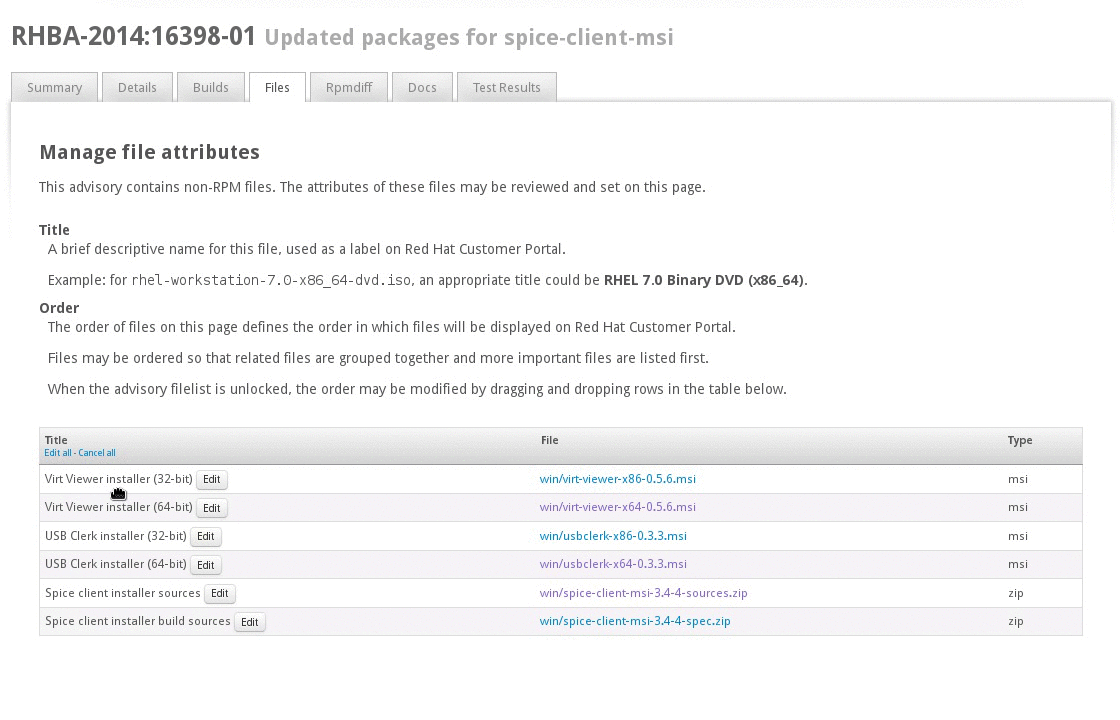 RHBA-2014:16398-01 Updated packages for spice-client-msi
Summary Details Builds Files Rpmdiff Docs Test Results
Manage file attributes
This advisory contains non-RPM files. The attributes of these files may be reviewed and set on this page.
Title
A brief descriptive name for this file, used as a label on Red Hat Customer Portal.
Example: for rhel-workstation-7.0-x86_64-dvd.iso, an appropriate title could be RHEL 7.0 Binary DVD (x86_64).
Order
The order of files on this page defines the order in which files will be displayed on Red Hat Customer Portal.
Files may be ordered so that related files are grouped together and more important files are listed first.
When the advisory filelist is unlocked, the order may be modified by dragging and dropping rows in the table below.
Title File Type
Edit all - Cancel all
Virt Viewer installer (32-bit) Edit win/virt-viewer-x86-0.5.6.msi msi
Virt Viewer installer (64-bit) Edit win/virt-viewer-x64-0.5.6.msi msi
USB Clerk installer (32-bit) Edit win/usbclerk-x86-0.3.3.msi msi
USB Clerk installer (64-bit) Edit win/usbclerk-x64-0.3.3.msi msi
Spice client installer sources Edit win/spice-client-msi-3.4-4-sources.zip zip
Spice client installer build sources Edit win/spice-client-msi-3.4-4-spec.zip zip